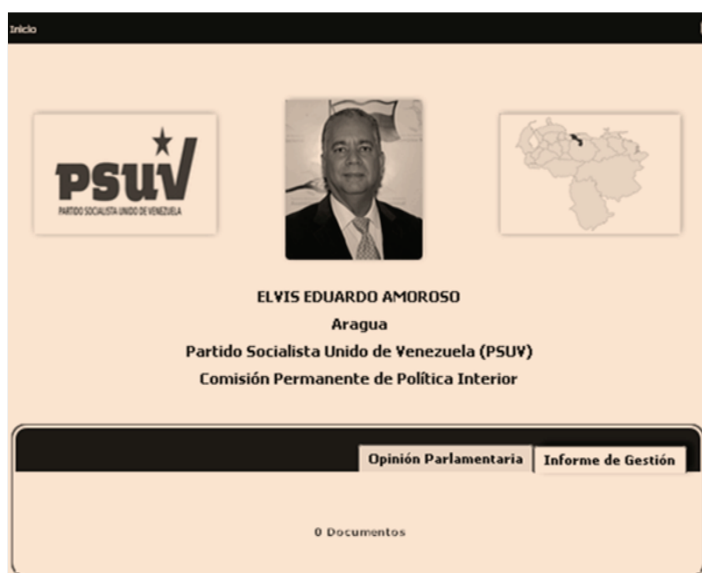 Inicio
PSUV
PARTIDO SOCIALISTA UNIDO DE VENEZUELA
ELVIS EDUARDO AMOROSO
Aragua
Partido Socialista Unido de Venezuela (PSUV)
Comisión Permanente de Política Interior
Opinión Parlamentaria
Informe de Gestión
0 Documentos